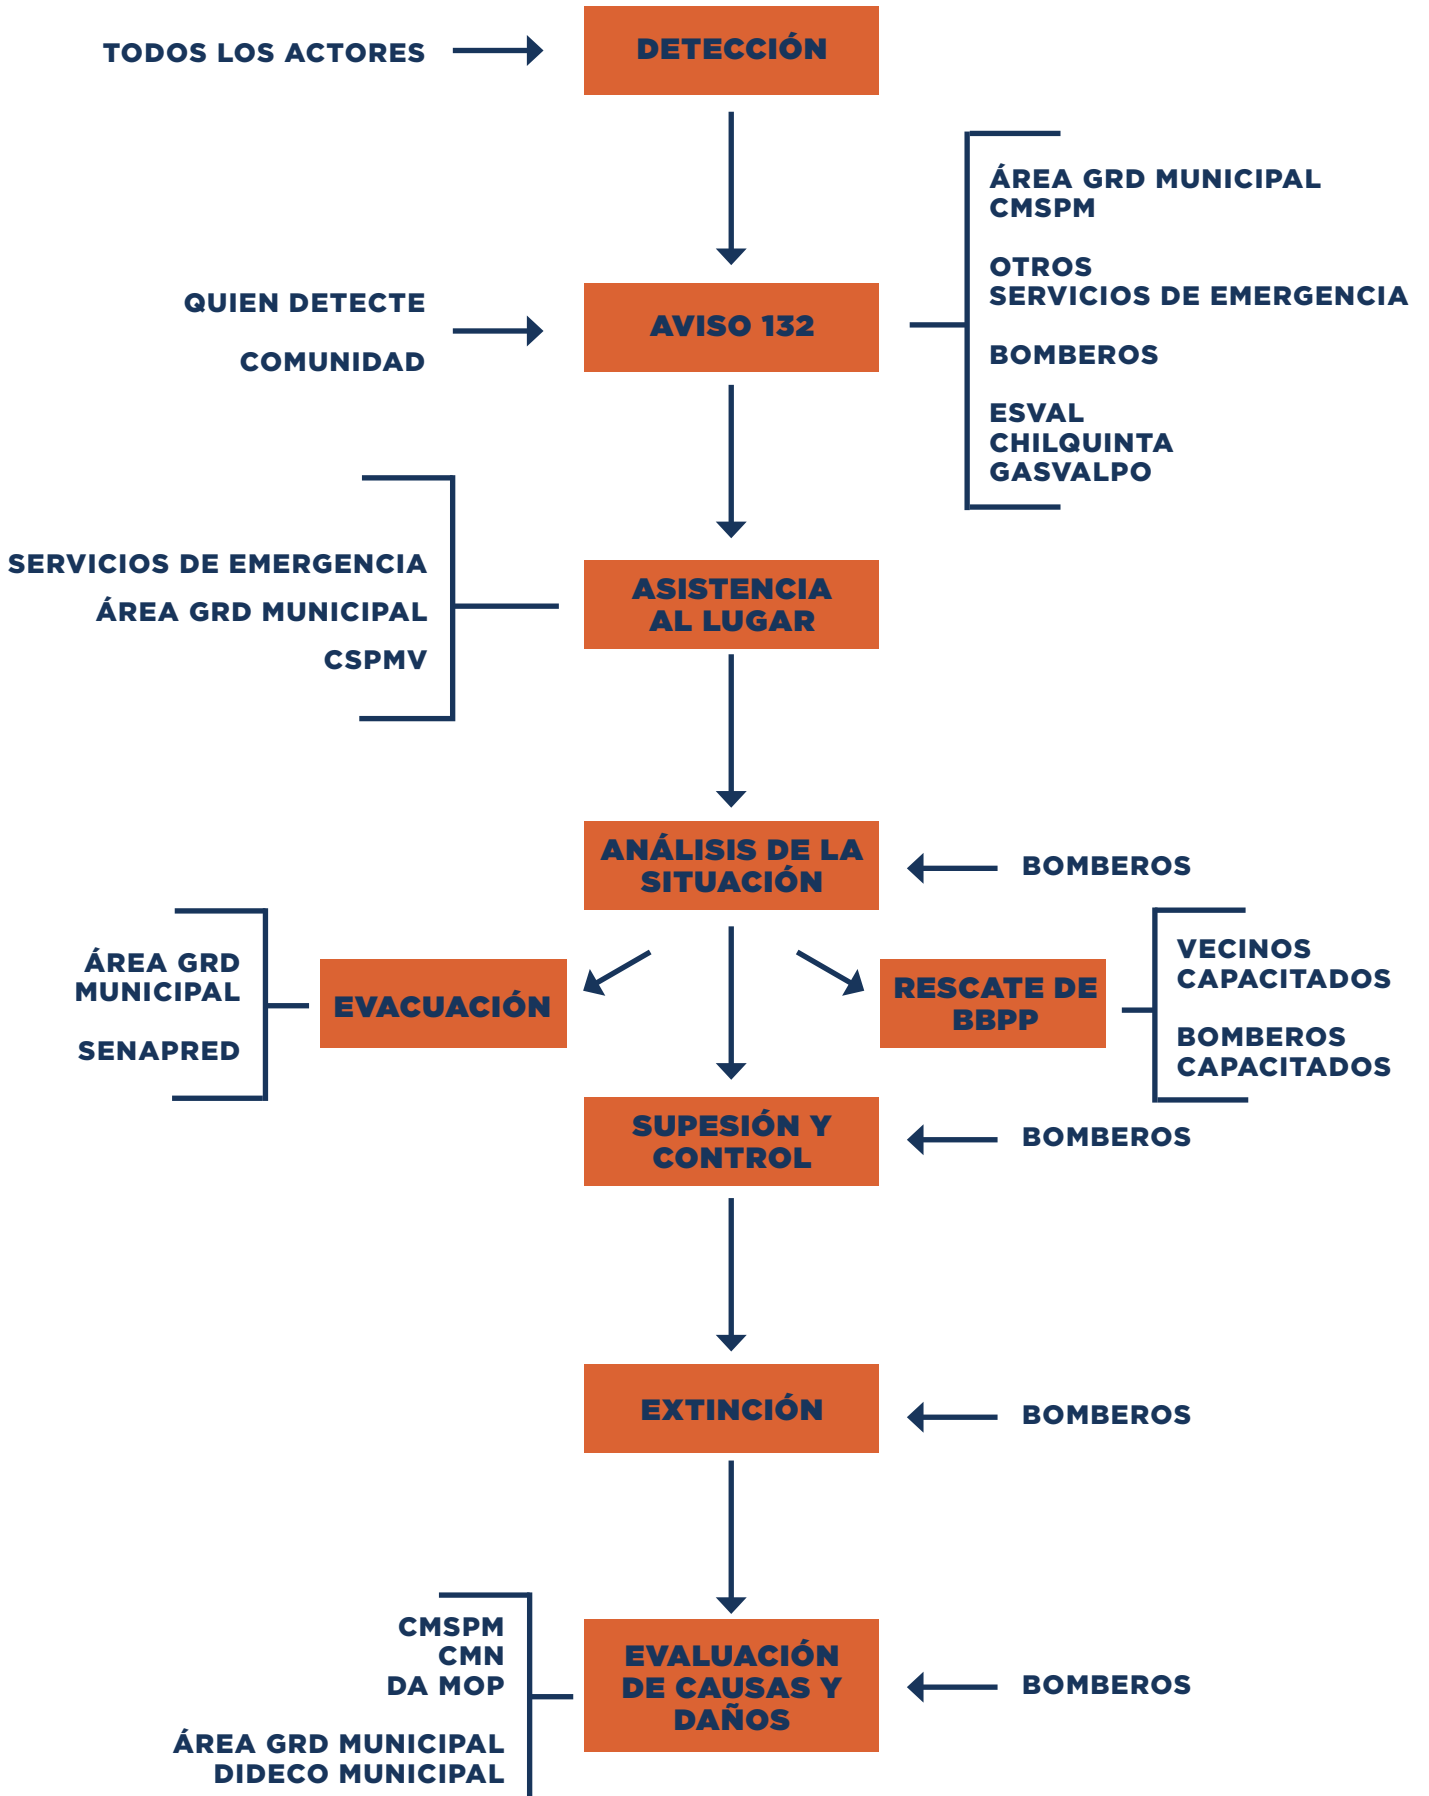 TODOS LOS ACTORES
DETECCIÓN
ÁREA GRD MUNICIPAL
CMSPM
OTROS
SERVICIOS DE EMERGENCIA
BOMBEROS
ESVAL
CHILQUINTA
GASVALPO
QUIEN DETECTE
COMUNIDAD
AVISO 132
SERVICIOS DE EMERGENCIA
ÁREA GRD MUNICIPAL
CSPMV
ASISTENCIA
AL LUGAR
ANÁLISIS DE LA
SITUACIÓN
BOMBEROS
ÁREA GRD
MUNICIPAL
SENAPRED
EVACUACIÓN
RESCATE DE
BBPP
VECINOS
CAPACITADOS
BOMBEROS
CAPACITADOS
SUPESIÓN Y
CONTROL
BOMBEROS
EXTINCIÓN
BOMBEROS
CMSPM
CMN
DA MOP
ÁREA GRD MUNICIPAL
DIDECO MUNICIPAL
EVALUACIÓN
DE CAUSAS Y
DAÑOS
BOMBEROS